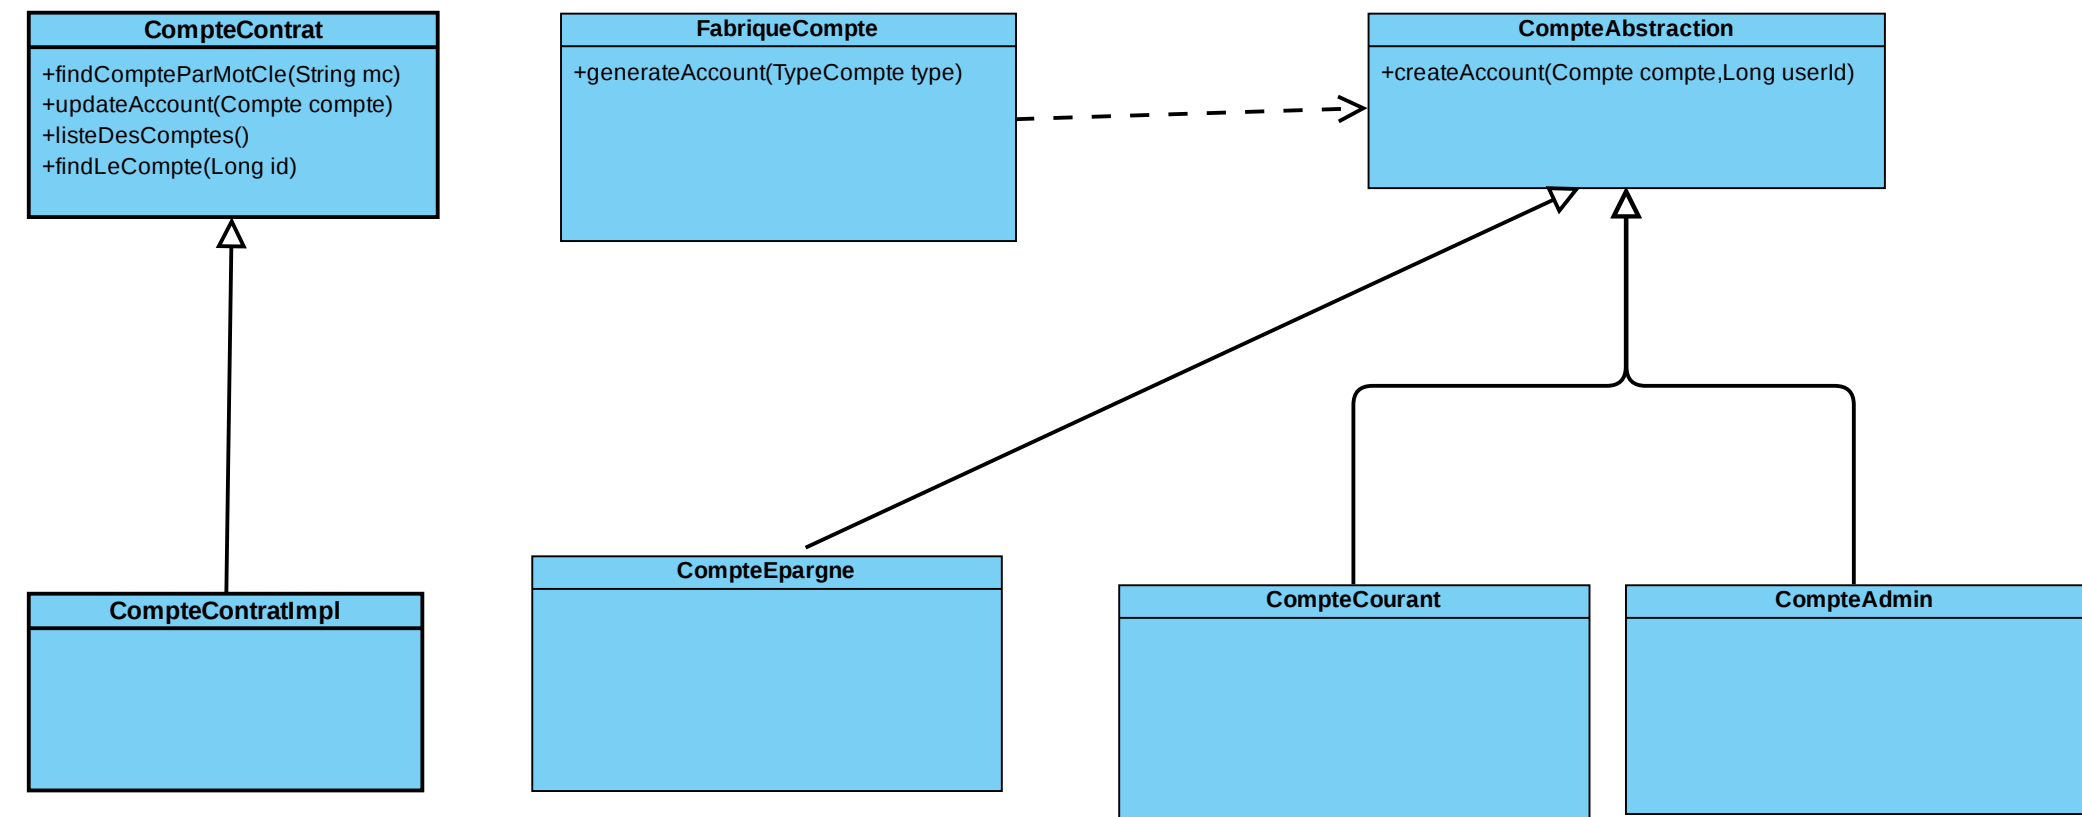 CompteContrat
+findCompteParMotCle(String mc)
+updateAccount(Compte compte)
+listeDesComptes()
+findLeCompte(Long id)
FabriqueCompte
+generateAccount(TypeCompte type)
CompteAbstraction
+createAccount(Compte compte,Long userId)
CompteContratImpl
CompteEpargne
CompteCourant
CompteAdmin